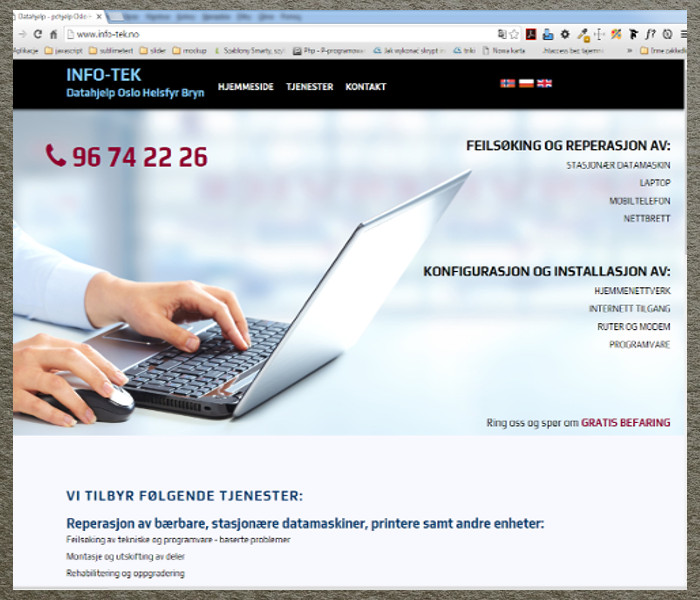 Datahjelp - pchjelp Oslo
www.info-tek.no
javascript
sublimetext
slider
mockup
Szablony Smarty, szy
Php - P-programowa
Jak wykonać skrypt
triki
Nowa karta
.htaccess bez tajemn
Inne zakładki
INFO-TEK
Datahjelp Oslo Helsfyr Bryn
HJEMMESIDE TJENESTER KONTAKT
96 74 22 26
FEILSØKING OG REPERASJON AV:
STASJONÆR DATAMASKIN
LAPTOP
MOBILTELEFON
NETTBRETT
KONFIGURASJON OG INSTALLASJON AV:
HJEMMENETTVERK
INTERNETT TILGANG
RUTER OG MODEM
PROGRAMVARE
Ring oss og spør om GRATIS BEFARING
VI TILBYR FØLGENDE TJENESTER:
Reperasjon av bærbare, stasjonære datamaskiner, printere samt andre enheter:
Feilsøking av tekniske og programvare - baserte problemer
Montasje og utskifting av deler
Rehabilitering og oppgradering